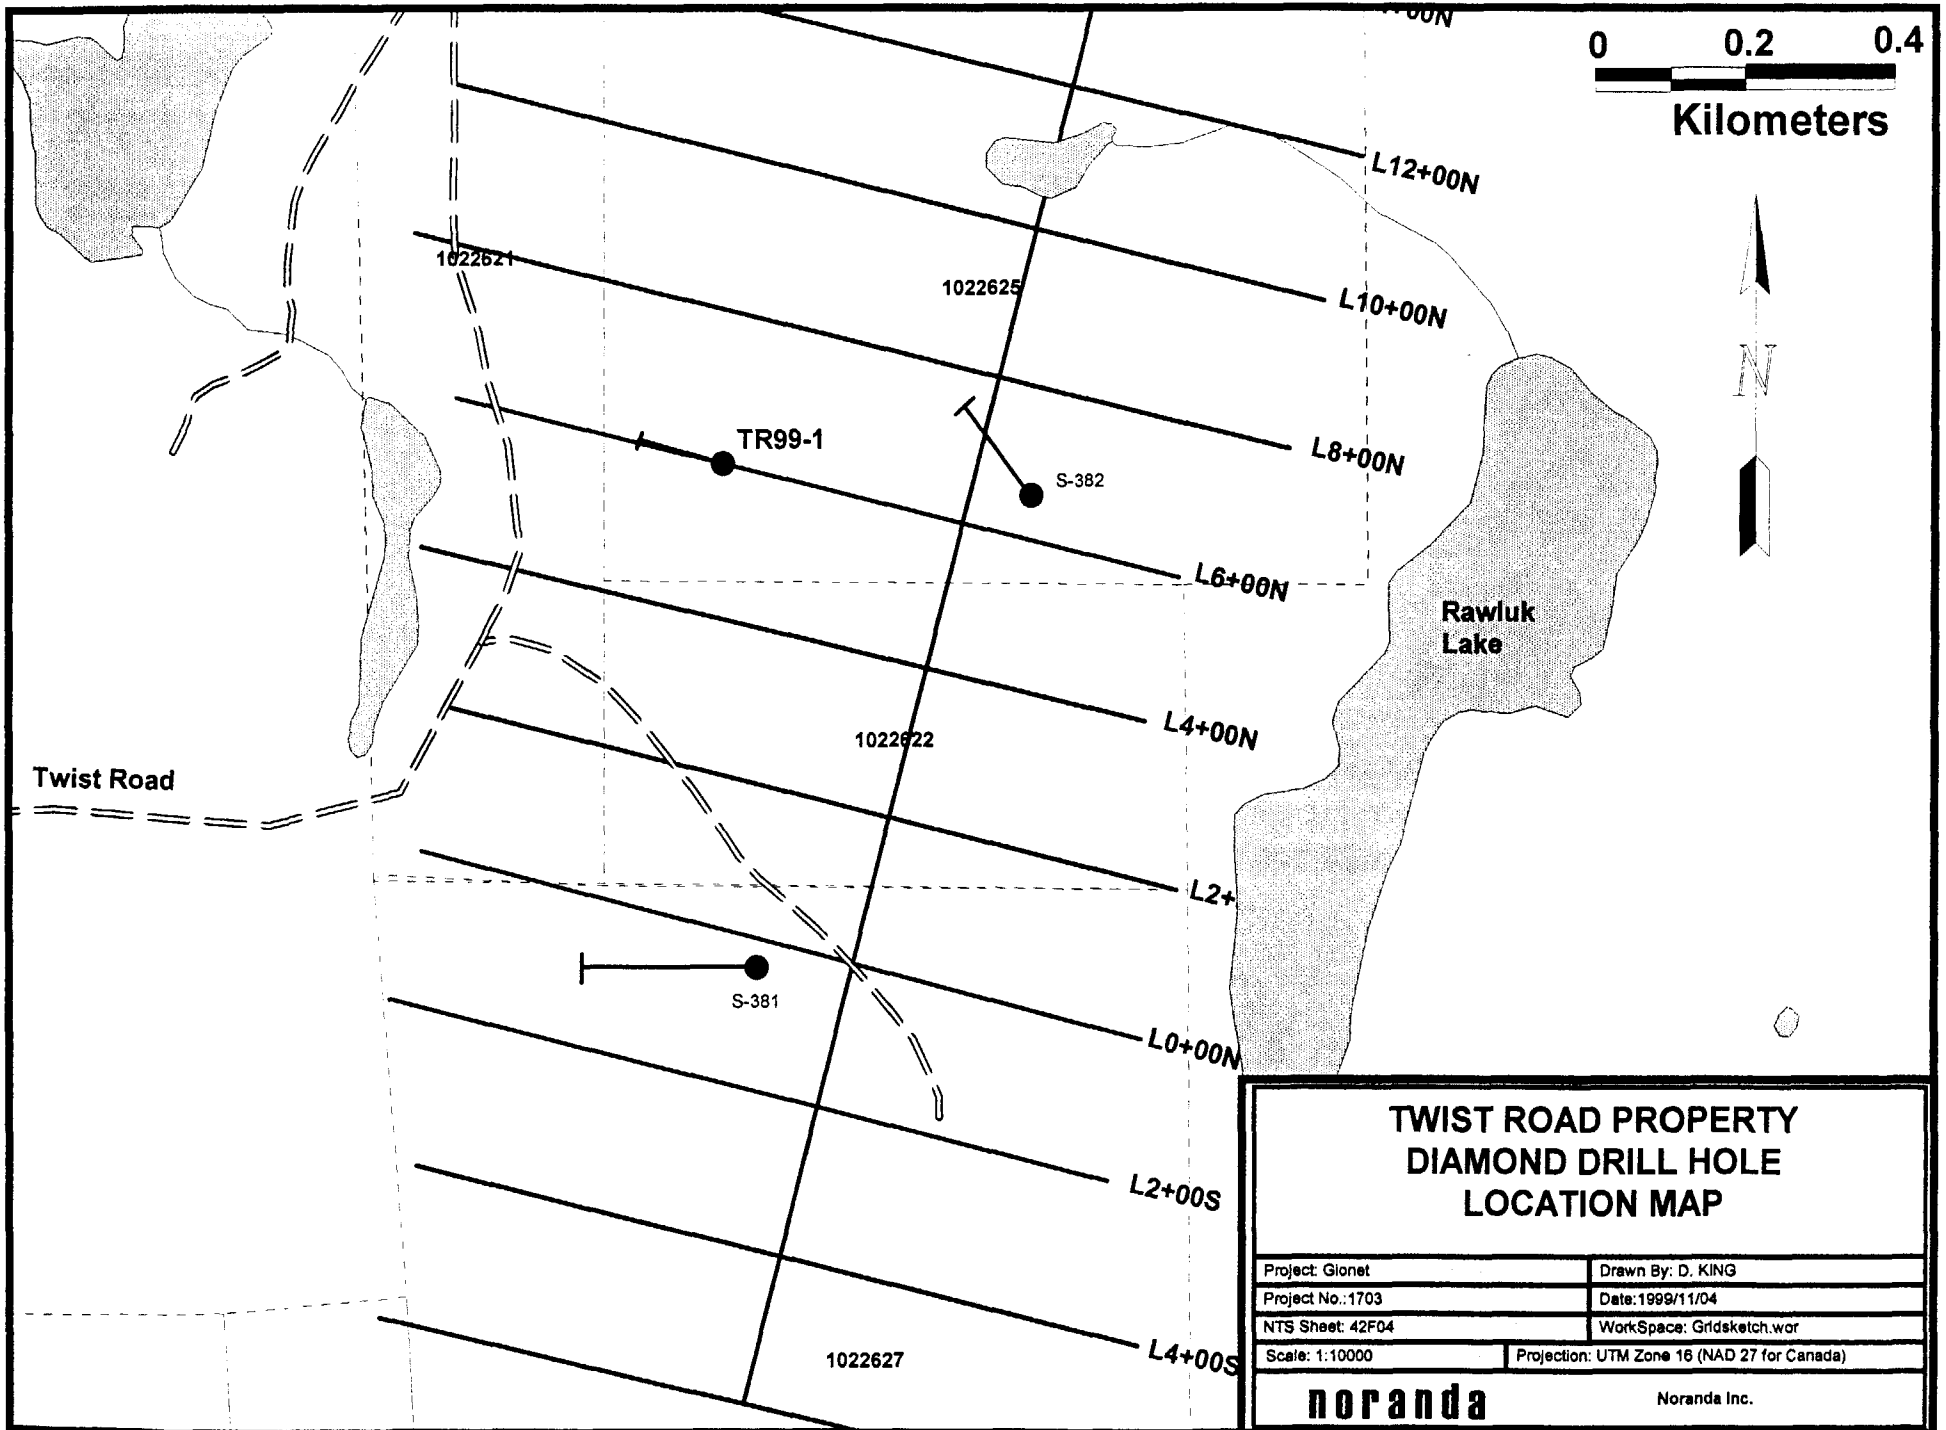 0 0.2 0.4
Kilometers
L12+00N
1022621
1022625
L10+00N
N
TR99-1
L8+00N
S-382
L6+00N
Rawluk
Lake
L4+00N
1022622
Twist Road
L2+
S-381
L0+00N
L2+00S
L4+00S
1022627
TWIST ROAD PROPERTY
DIAMOND DRILL HOLE
LOCATION MAP
Project: Gionet
Drawn By: D. KING
Project No.:1703
Date:1999/11/04
NTS Sheet: 42F04
WorkSpace: Gridsketch.wor
Scale: 1:10000
Projection: UTM Zone 16 (NAD 27 for Canada)
noranda
Noranda Inc.